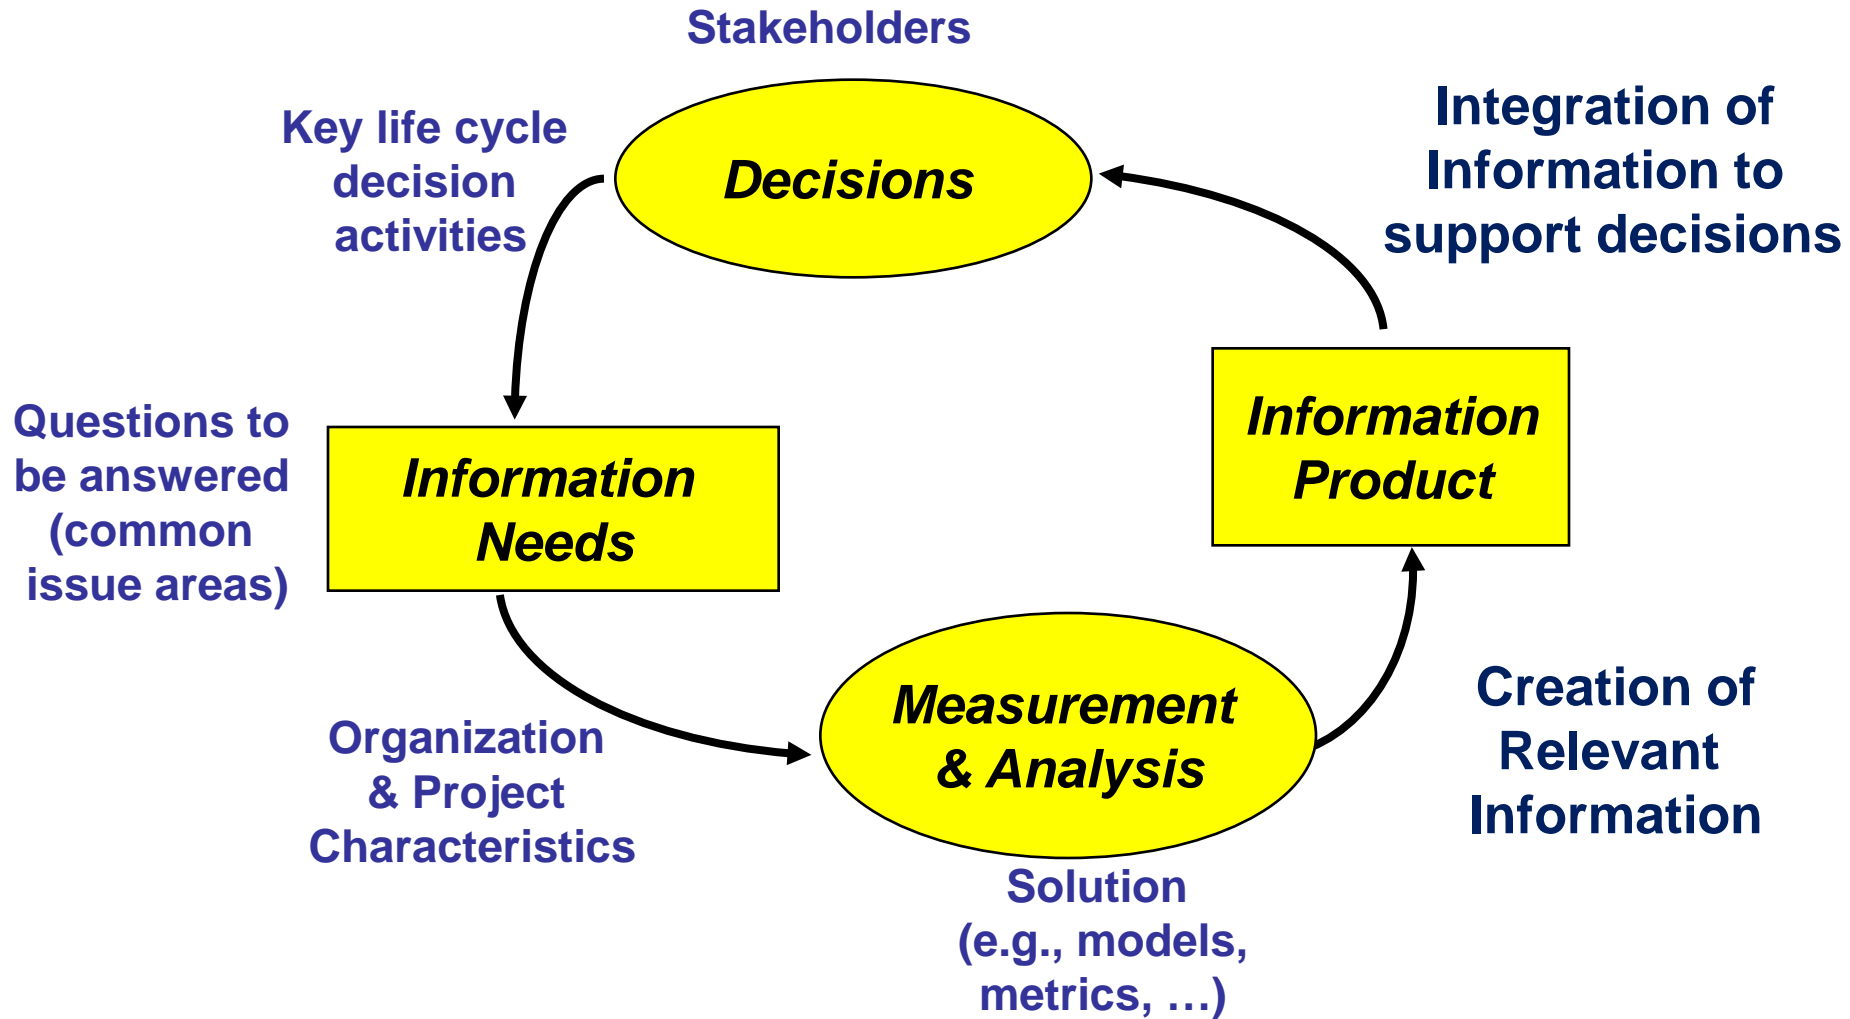 Stakeholders
Key life cycle
decision
activities
Decisions
Integration of
Information to
support decisions
Questions to
be answered
(common
issue areas)
Information
Needs
Information
Product
Organization
& Project
Characteristics
Measurement
& Analysis
Creation of
Relevant
Information
Solution
(e.g., models,
metrics, …)